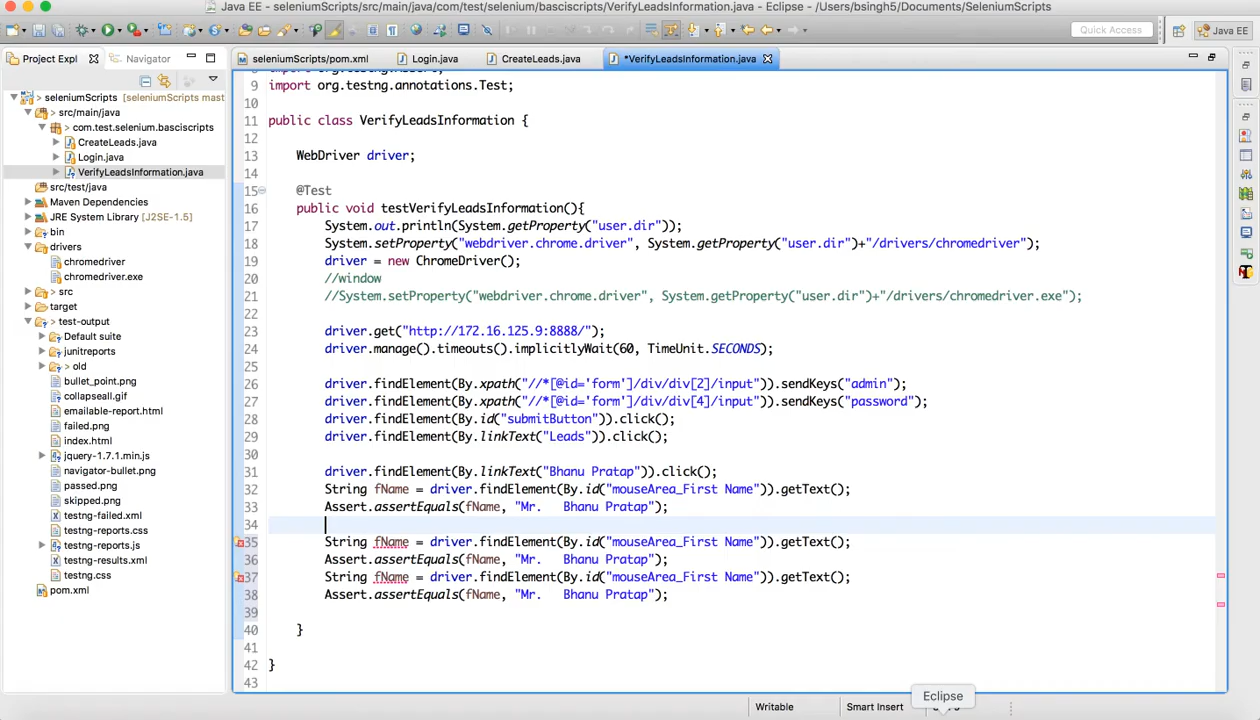 Java EE - seleniumScripts/src/main/java/com/test/selenium/basciscripts/VerifyLeadsInformation.java - Eclipse - /Users/bsingh5/Documents/SeleniumScripts
Quick Access
Java EE
Project Expl
Navigator
seleniumScripts/pom.xml
Login.java
CreateLeads.java
*VerifyLeadsInformation.java
seleniumScripts [seleniumScripts mast
src/main/java
> com.test.selenium.basciscripts
CreateLeads.java
Login.java
VerifyLeadsInformation.java
src/test/java
Maven Dependencies
JRE System Library [J2SE-1.5]
bin
drivers
chromedriver
chromedriver.exe
> src
target
> test-output
Default suite
junitreports
> old
bullet_point.png
collapseall.gif
emailable-report.html
failed.png
index.html
jquery-1.7.1.min.js
navigator-bullet.png
passed.png
skipped.png
testng-failed.xml
testng-reports.css
testng-reports.js
testng-results.xml
testng.css
pom.xml
9 import org.testng.annotations.Test;
10
11 public class VerifyLeadsInformation {
12
13 WebDriver driver;
14
15 @Test
16 public void testVerifyLeadsInformation(){
17 System.out.println(System.getProperty("user.dir"));
18 System.setProperty("webdriver.chrome.driver", System.getProperty("user.dir")+"/drivers/chromedriver");
19 driver = new ChromeDriver();
20 //window
21 //System.setProperty("webdriver.chrome.driver", System.getProperty("user.dir")+"/drivers/chromedriver.exe");
22
23 driver.get("http://172.16.125.9:8888/");
24 driver.manage().timeouts().implicitlyWait(60, TimeUnit.SECONDS);
25
26 driver.findElement(By.xpath("//*[@id='form']/div/div[2]/input")).sendKeys("admin");
27 driver.findElement(By.xpath("//*[@id='form']/div/div[4]/input")).sendKeys("password");
28 driver.findElement(By.id("submitButton")).click();
29 driver.findElement(By.linkText("Leads")).click();
30
31 driver.findElement(By.linkText("Bhanu Pratap")).click();
32 String fName = driver.findElement(By.id("mouseArea_First Name")).getText();
33 Assert.assertEquals(fName, "Mr.   Bhanu Pratap");
34
35 String fName = driver.findElement(By.id("mouseArea_First Name")).getText();
36 Assert.assertEquals(fName, "Mr.   Bhanu Pratap");
37 String fName = driver.findElement(By.id("mouseArea_First Name")).getText();
38 Assert.assertEquals(fName, "Mr.   Bhanu Pratap");
39
40 }
41
42 }
43
Eclipse
Writable
Smart Insert